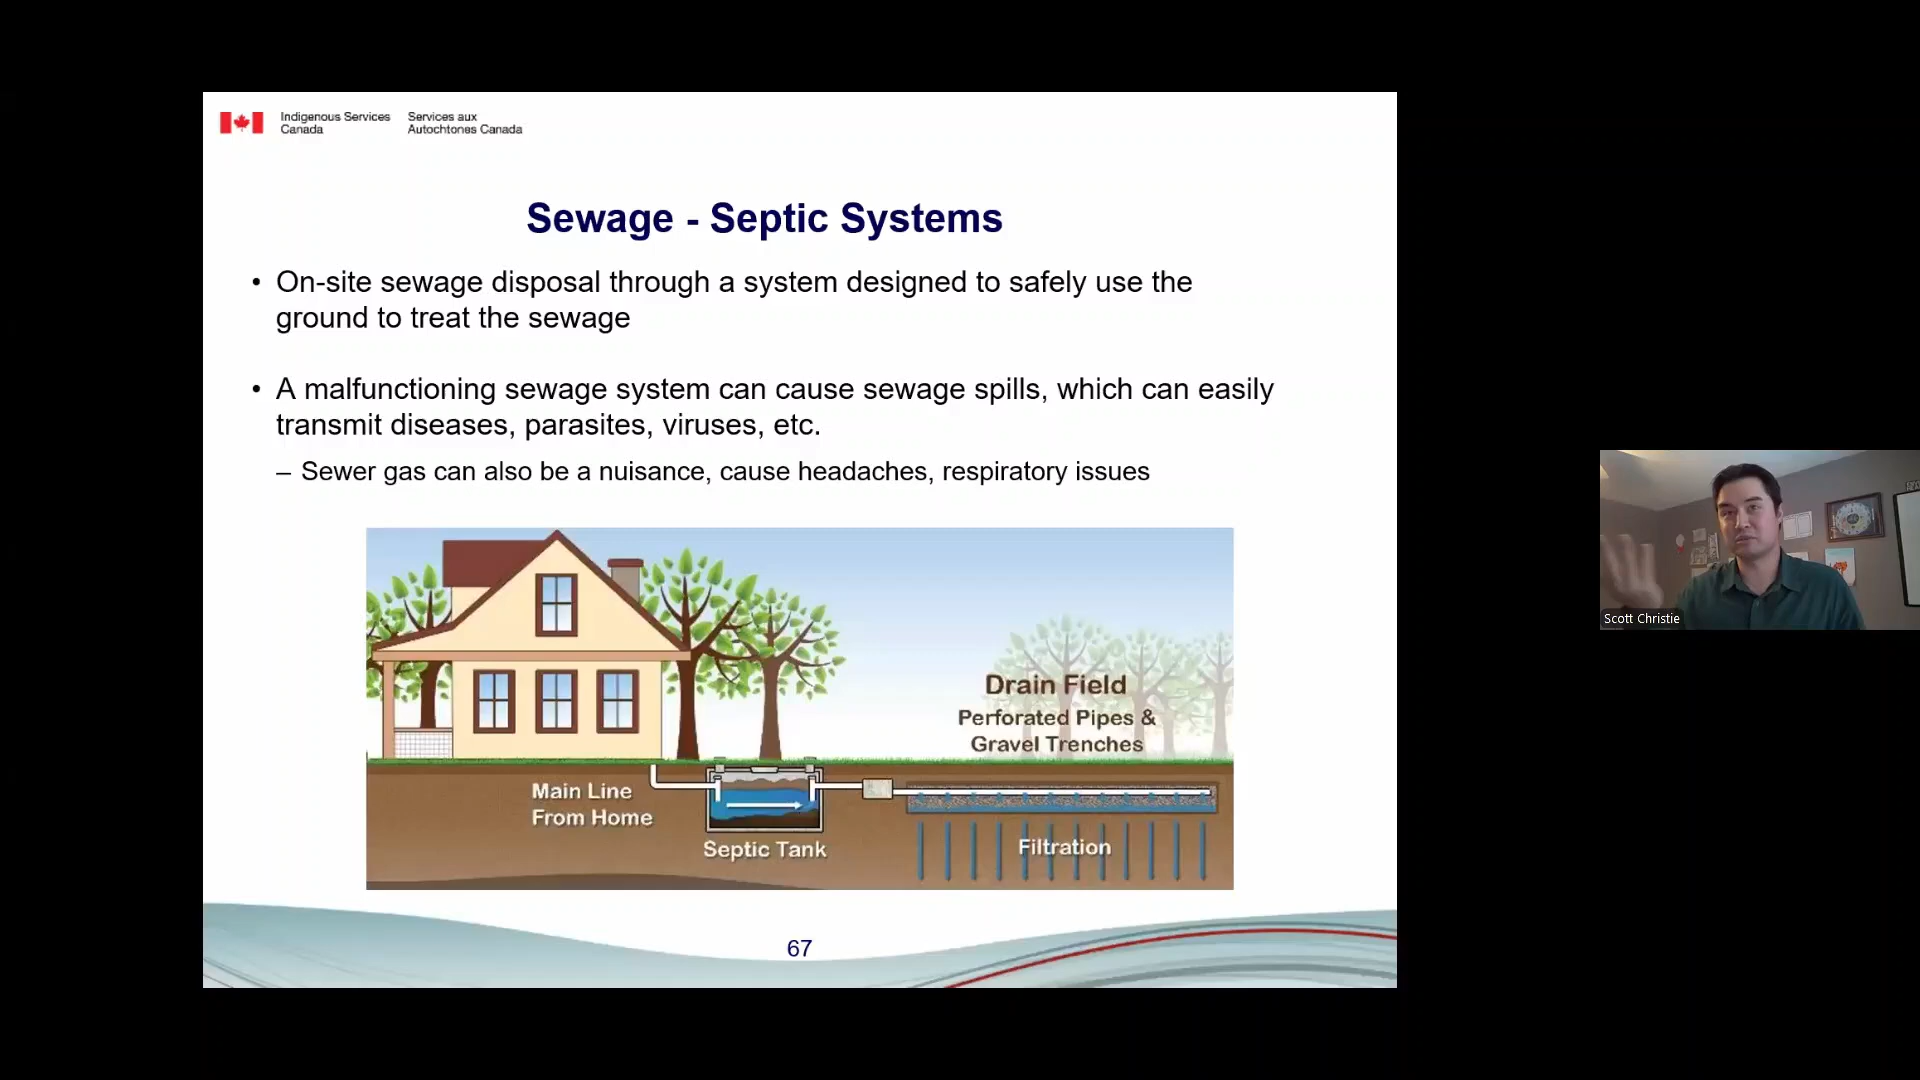 Indigenous Services Services aux
Canada Autochtones Canada
Sewage - Septic Systems
• On-site sewage disposal through a system designed to safely use the
ground to treat the sewage
• A malfunctioning sewage system can cause sewage spills, which can easily
transmit diseases, parasites, viruses, etc.
– Sewer gas can also be a nuisance, cause headaches, respiratory issues
Drain Field
Perforated Pipes &
Gravel Trenches
Main Line
From Home
Septic Tank
Filtration
67
Scott Christie